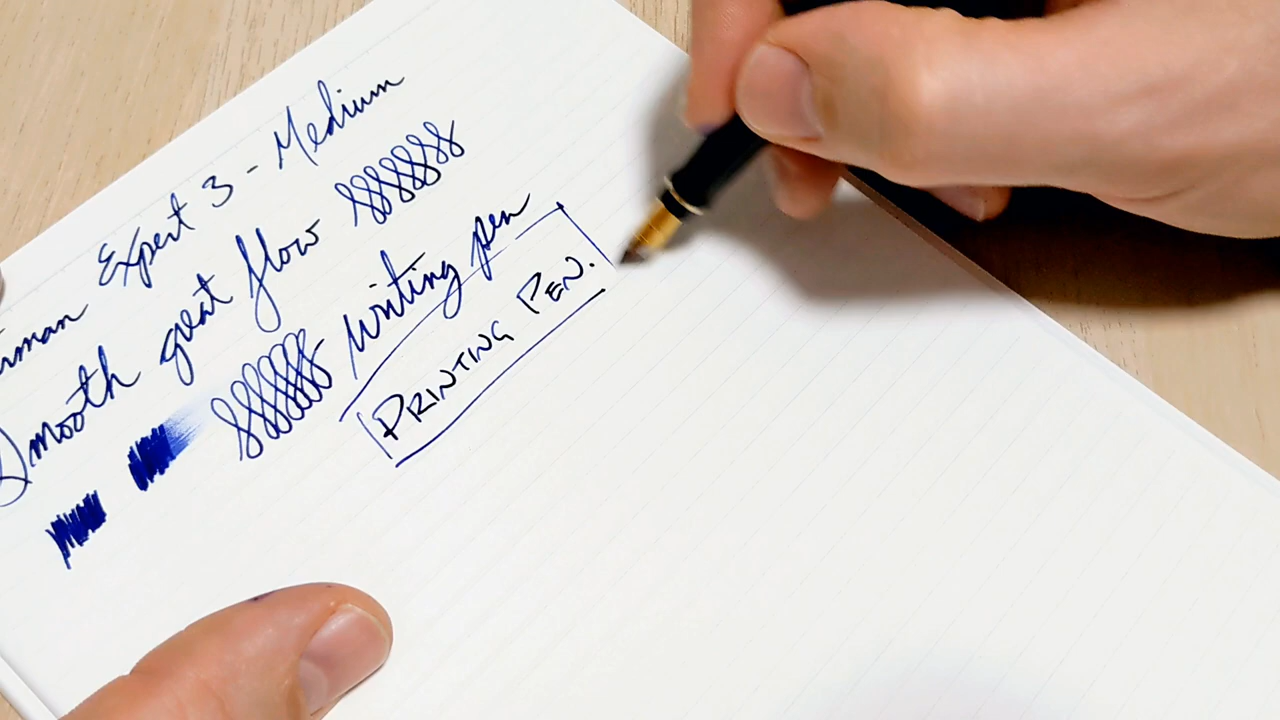 Expert 3 - Medium
Smooth great flow
Writing pen
PRINTING PEN.